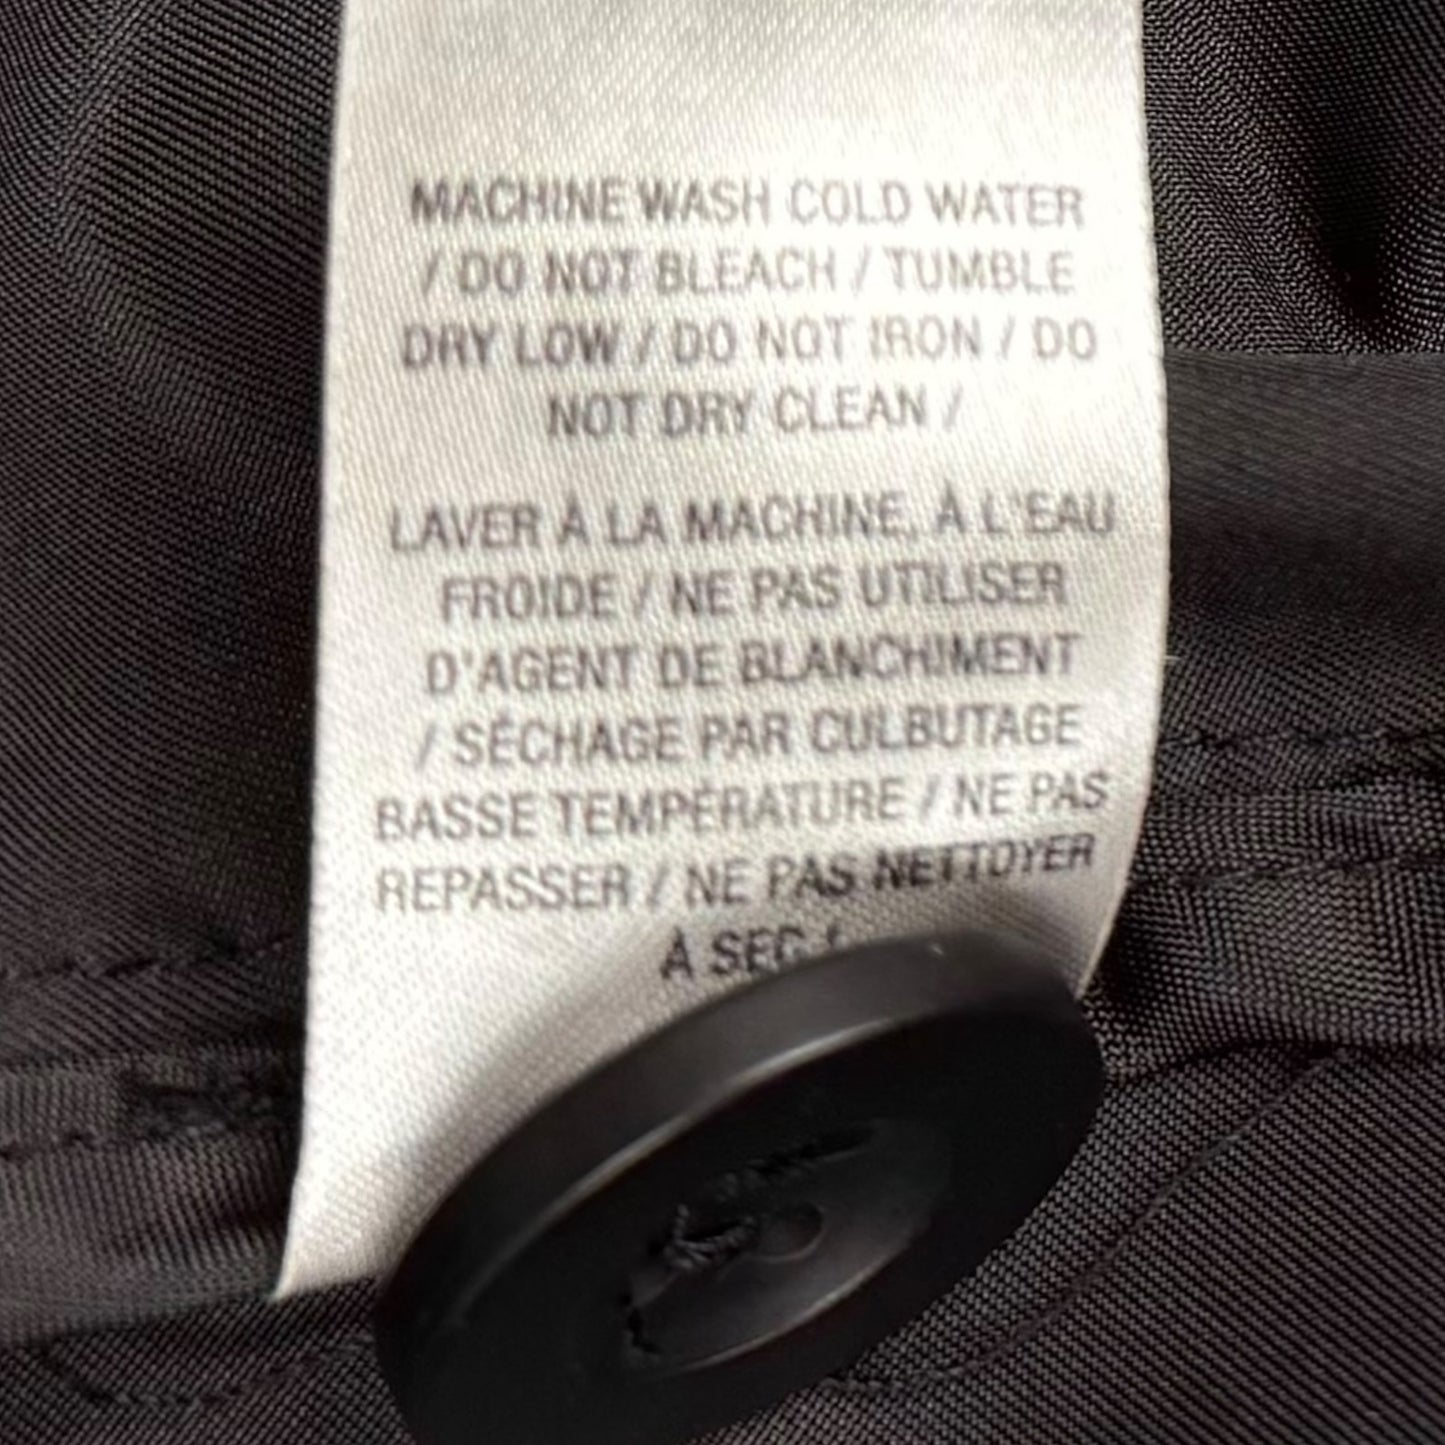 MACHINE WASH COLD WATER
/ DO NOT BLEACH / TUMBLE
DRY LOW / DO NOT IRON / DO
NOT DRY CLEAN /
LAVER À LA MACHINE, À L'EAU
FROIDE / NE PAS UTILISER
D'AGENT DE BLANCHIMENT
/ SÉCHAGE PAR CULBUTAGE
BASSE TEMPÉRATURE / NE PAS
REPASSER / NE PAS NETTOYER
À SEC /